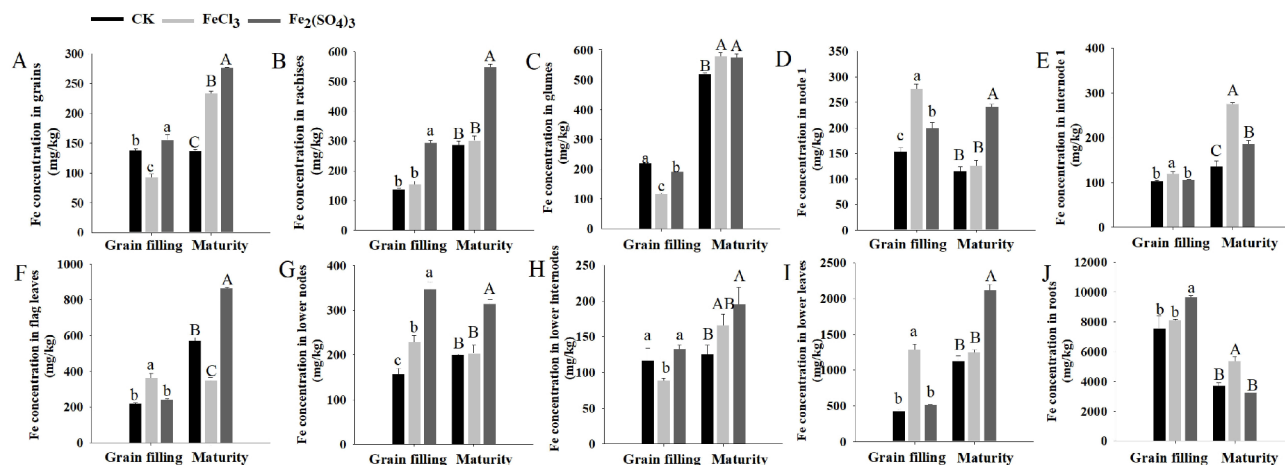 CK FeCl3 Fe2(SO4)3
A
Fe concentration in grains
(mg/kg)
300
250
200
150
100
50
0
b
c
a
C
B
A
Grain filling Maturity
B
Fe concentration in rachises
(mg/kg)
600
500
400
300
200
100
0
b
b
a
B
B
A
Grain filling Maturity
C
Fe concentration in glumes
(mg/kg)
600
500
400
300
200
100
0
a
c
b
B
A
A
Grain filling Maturity
D
Fe concentration in node 1
(mg/kg)
350
300
250
200
150
100
50
0
c
a
b
B
B
A
Grain filling Maturity
E
Fe concentration in internode 1
(mg/kg)
400
300
200
100
0
b
a
b
C
A
B
Grain filling Maturity
F
Fe concentration in flag leaves
(mg/kg)
1000
800
600
400
200
0
b
a
b
B
C
A
Grain filling Maturity
G
Fe concentration in lower nodes
(mg/kg)
400
300
200
100
0
c
b
a
B
B
A
Grain filling Maturity
H
Fe concentration in lower internodes
(mg/kg)
250
200
150
100
50
0
a
b
a
B
AB
A
Grain filling Maturity
I
Fe concentration in lower leaves
(mg/kg)
2500
2000
1500
1000
500
0
b
a
b
B
B
A
Grain filling Maturity
J
Fe concentration in roots
(mg/kg)
12000
10000
8000
6000
4000
2000
0
b
b
a
B
A
B
Grain filling Maturity